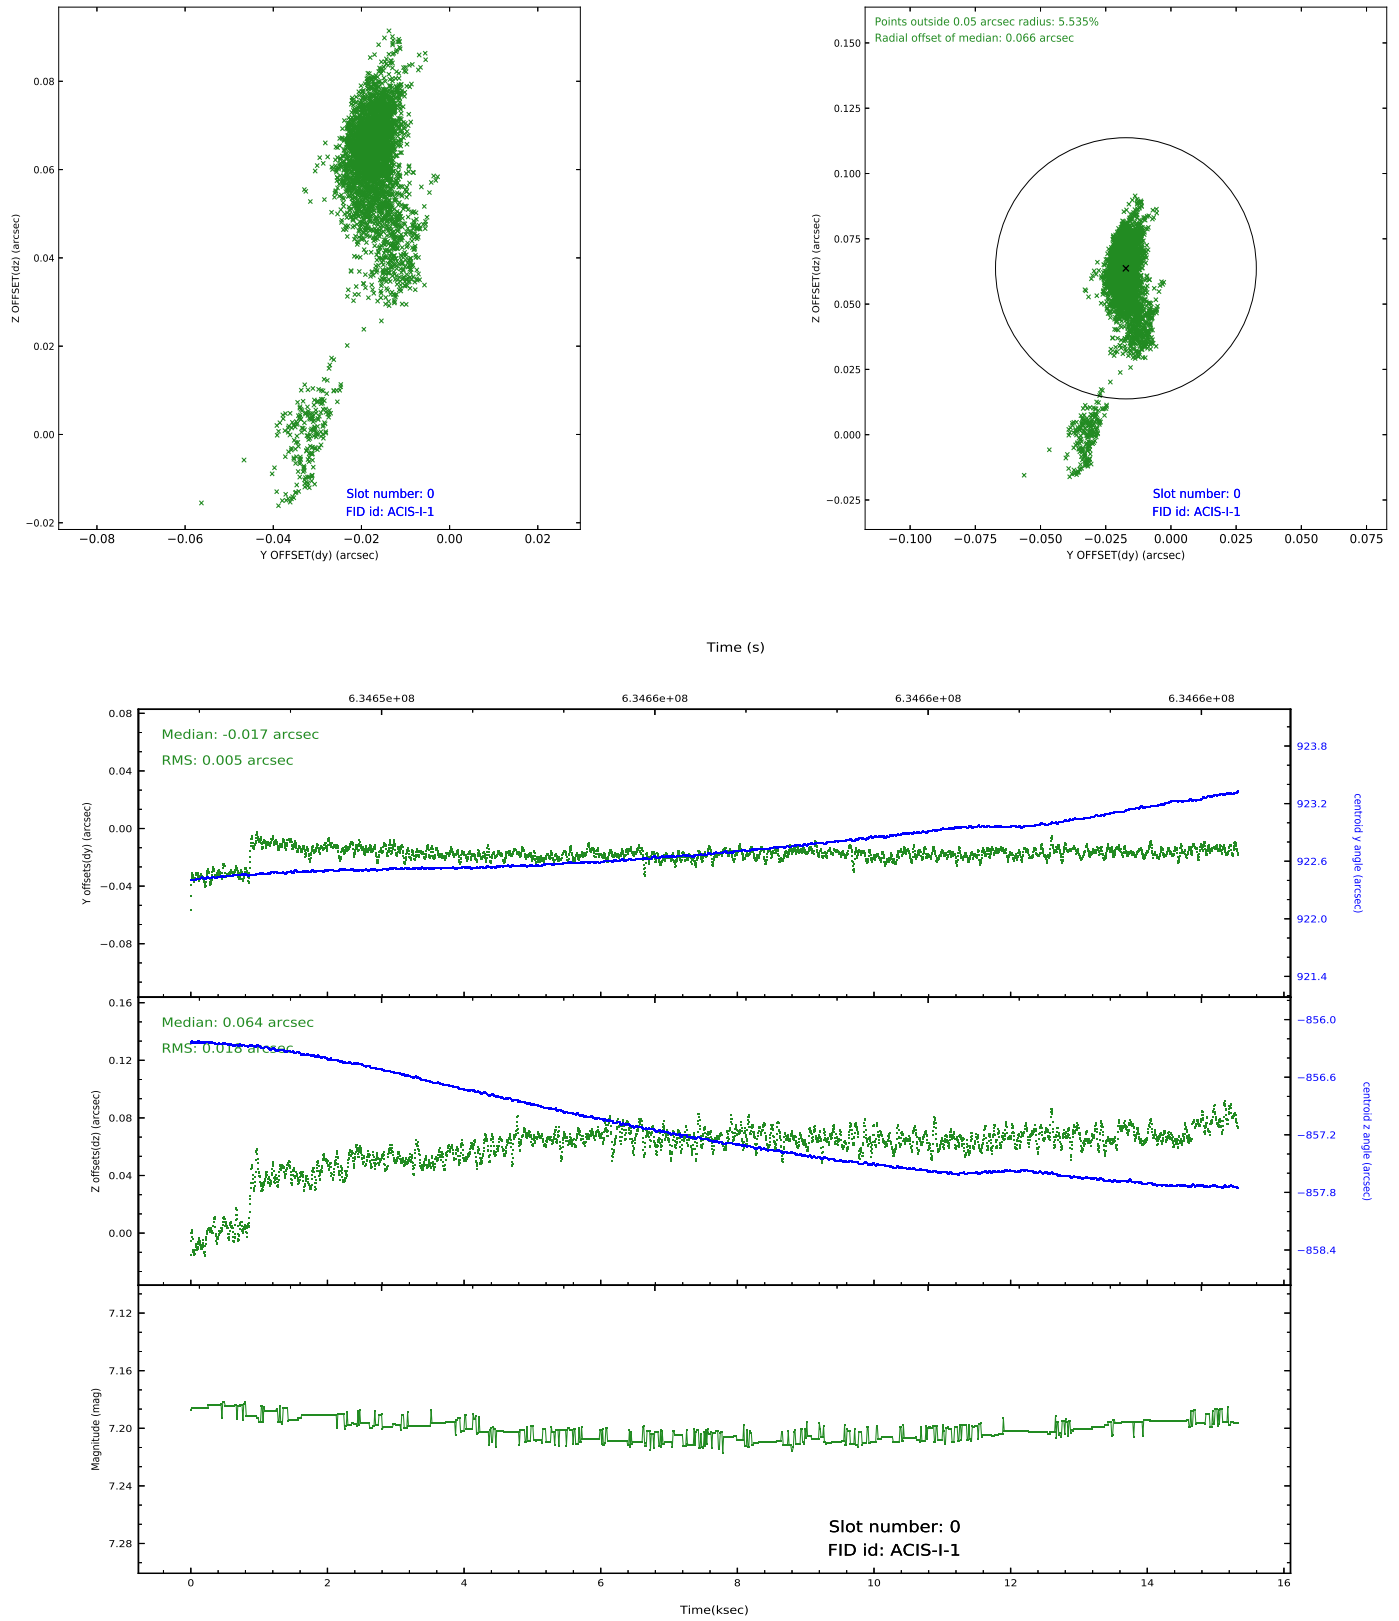 0.08
0.06
0.04
0.02
0.00
−0.02
Z OFFSET(dz) (arcsec)
Slot number: 0
FID id: ACIS-I-1
−0.08
−0.06
−0.04
−0.02
0.00
0.02
Y OFFSET(dy) (arcsec)
Points outside 0.05 arcsec radius: 5.535%
Radial offset of median: 0.066 arcsec
0.150
0.125
0.100
0.075
0.050
0.025
0.000
−0.025
Z OFFSET(dz) (arcsec)
Slot number: 0
FID id: ACIS-I-1
−0.100
−0.075
−0.050
−0.025
0.000
0.025
0.050
0.075
Y OFFSET(dy) (arcsec)
Time (s)
6.3465e+08
6.3466e+08
6.3466e+08
6.3466e+08
Median: -0.017 arcsec
RMS: 0.005 arcsec
0.08
0.04
0.00
−0.04
−0.08
Y offsets(dy) (arcsec)
923.8
923.2
922.6
922.0
921.4
centroid y angle (arcsec)
Median: 0.064 arcsec
RMS: 0.018 arcsec
0.16
0.12
0.08
0.04
0.00
Z offsets(dz) (arcsec)
−856.0
−856.6
−857.2
−857.8
−858.4
centroid z angle (arcsec)
7.12
7.16
7.20
7.24
7.28
Magnitude (mag)
Slot number: 0
FID id: ACIS-I-1
0
2
4
6
8
10
12
14
16
Time(ksec)